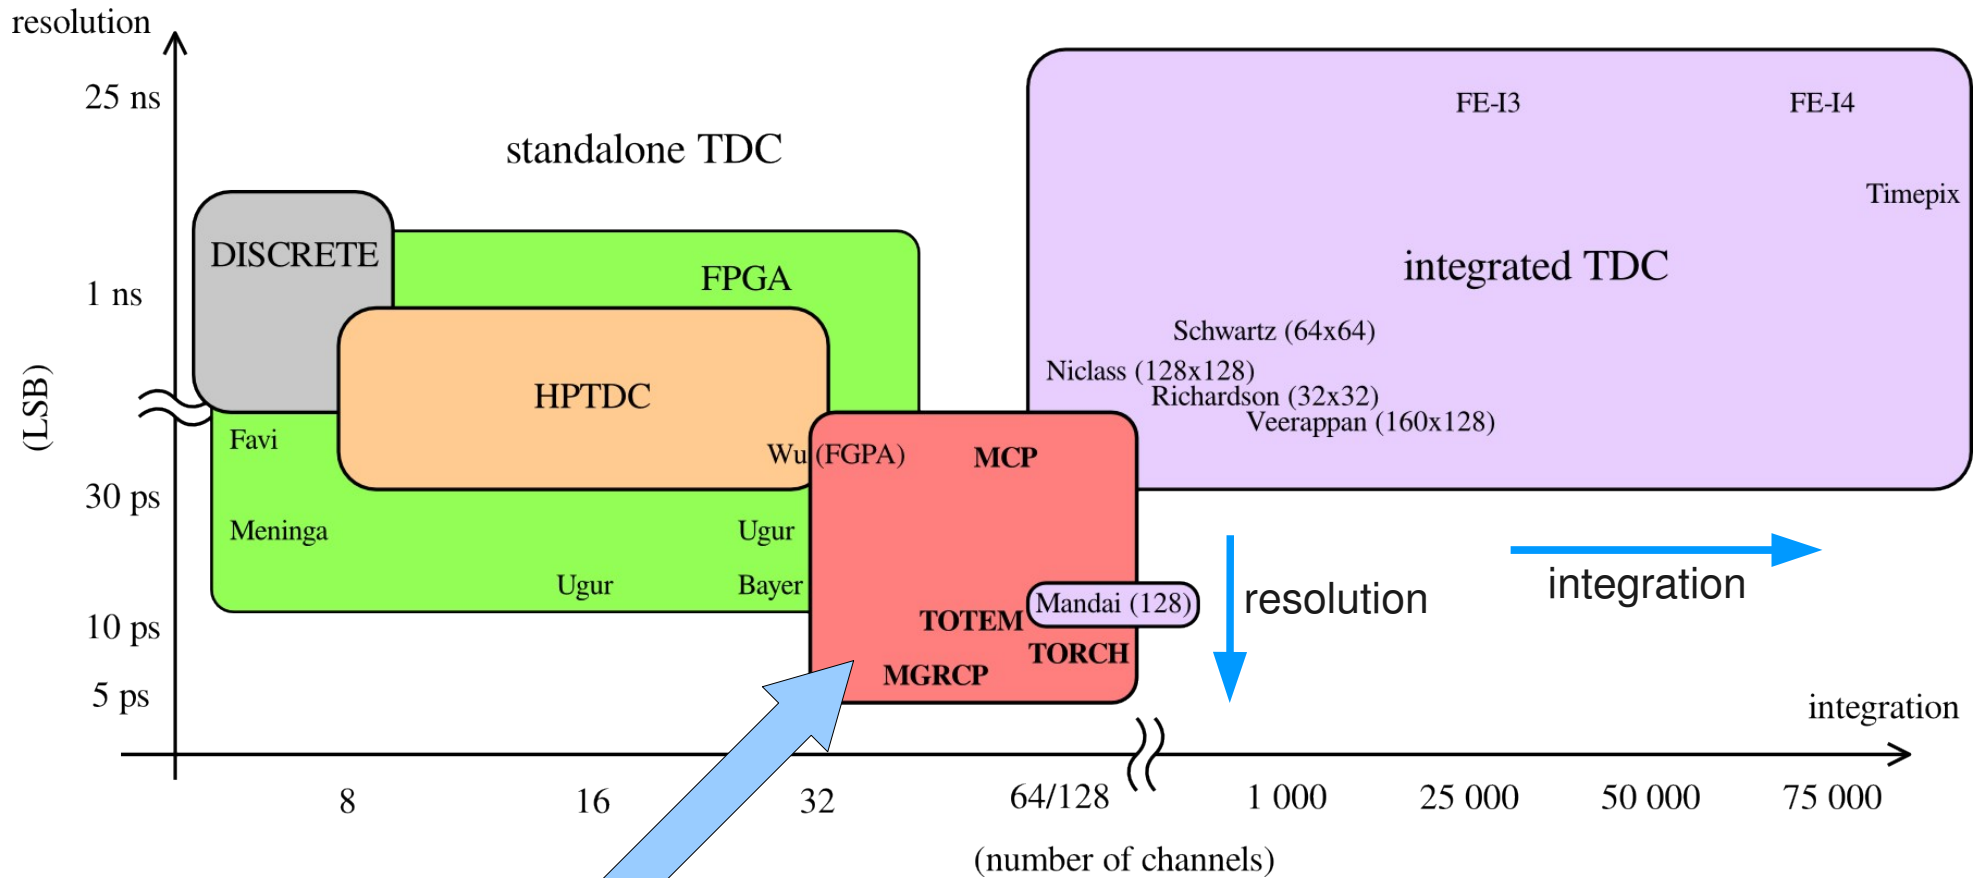 resolution
25 ns
FE-I3
FE-I4
standalone TDC
Timepix
DISCRETE
FPGA
integrated TDC
1 ns
Schwartz (64x64)
Niclass (128x128)
HPTDC
Richardson (32x32)
(LSB)
Veerappan (160x128)
Favi
Wu (FGPA)
MCP
30 ps
Meninga
Ugur
integration
Ugur
Bayer
Mandai (128)
resolution
10 ps
TOTEM
TORCH
MGRCP
5 ps
integration
8
16
32
64/128
1 000
25 000
50 000
75 000
(number of channels)